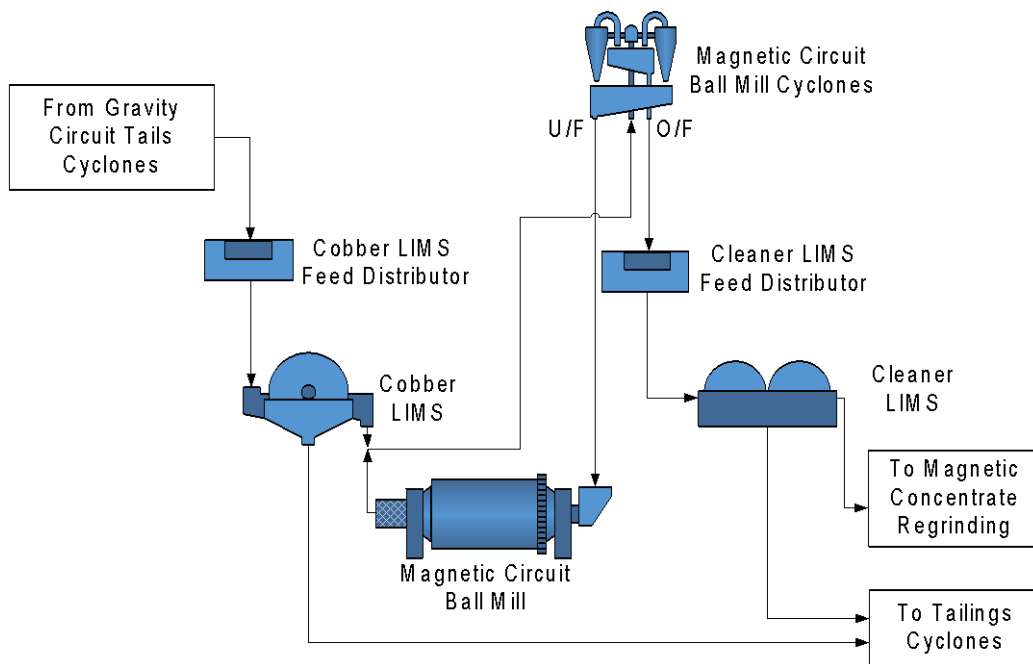 Magnetic Circuit
Ball Mill Cyclones
From Gravity
Circuit Tails
Cyclones
U/F
O/F
Cobber LIMS
Feed Distributor
Cleaner LIMS
Feed Distributor
Cobber
LIMS
Cleaner
LIMS
To Magnetic
Concentrate
Regrinding
Magnetic Circuit
Ball Mill
To Tailings
Cyclones